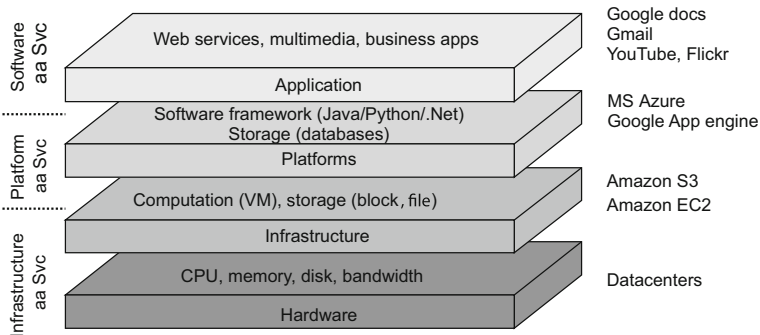 Software
aa Svc
Web services, multimedia, business apps
Application
Google docs
Gmail
YouTube, Flickr
Platform
aa Svc
Software framework (Java/Python/.Net)
Storage (databases)
Platforms
MS Azure
Google App engine
Infrastructure
aa Svc
Computation (VM), storage (block, file)
Infrastructure
Amazon S3
Amazon EC2
CPU, memory, disk, bandwidth
Hardware
Datacenters